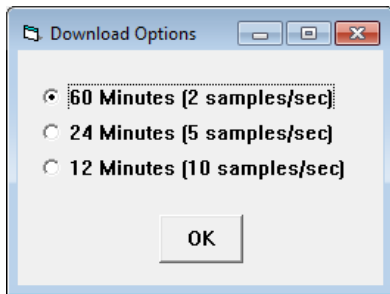 Download Options
60 Minutes (2 samples/sec)
24 Minutes (5 samples/sec)
12 Minutes (10 samples/sec)
OK